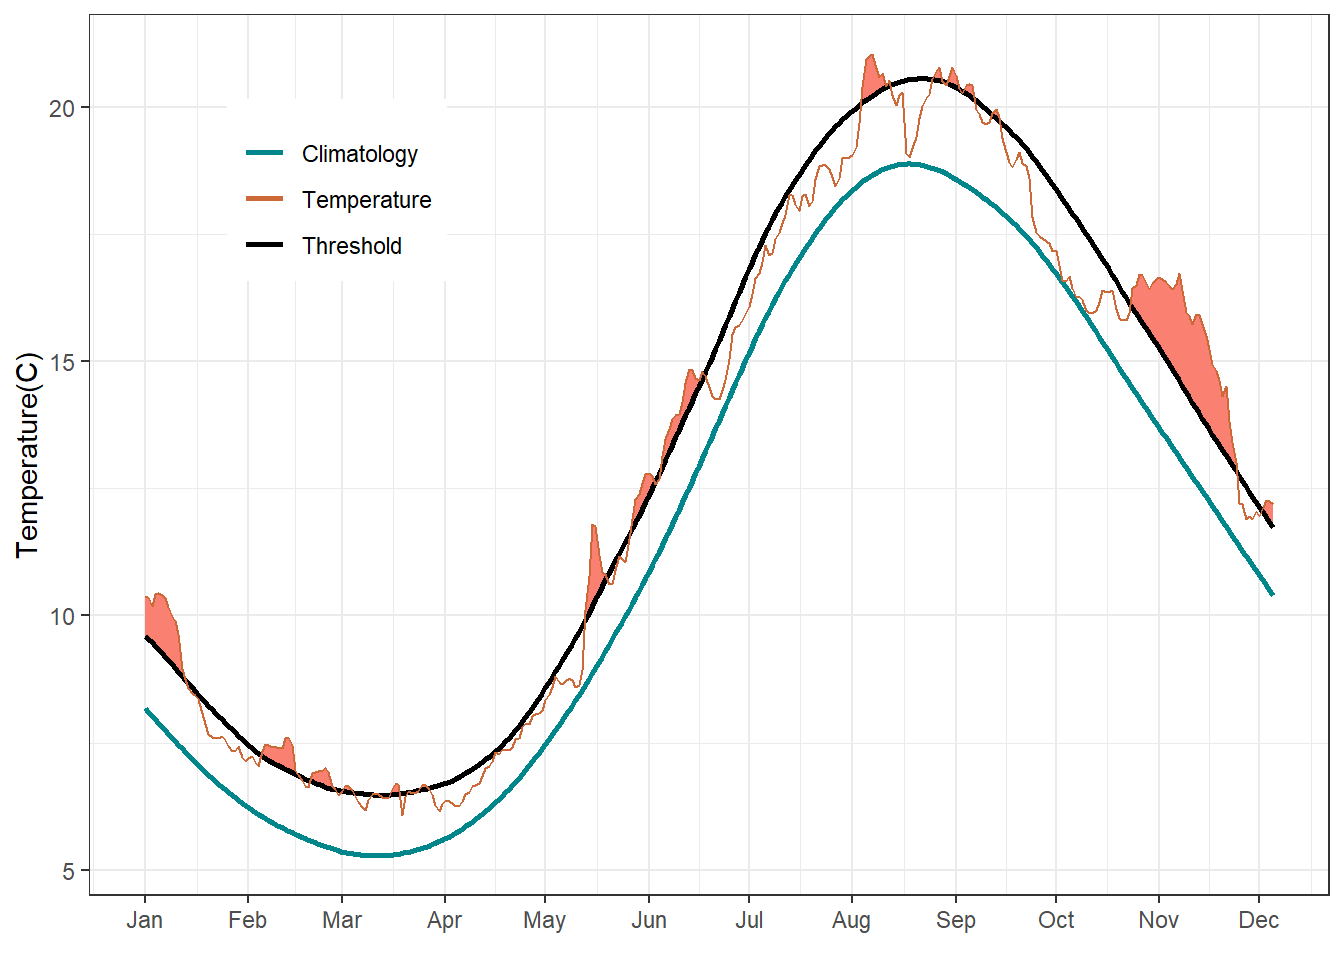 20
15
10
5
Temperature(C)
Climatology
Temperature
Threshold
Jan Feb Mar Apr May Jun Jul Aug Sep Oct Nov Dec